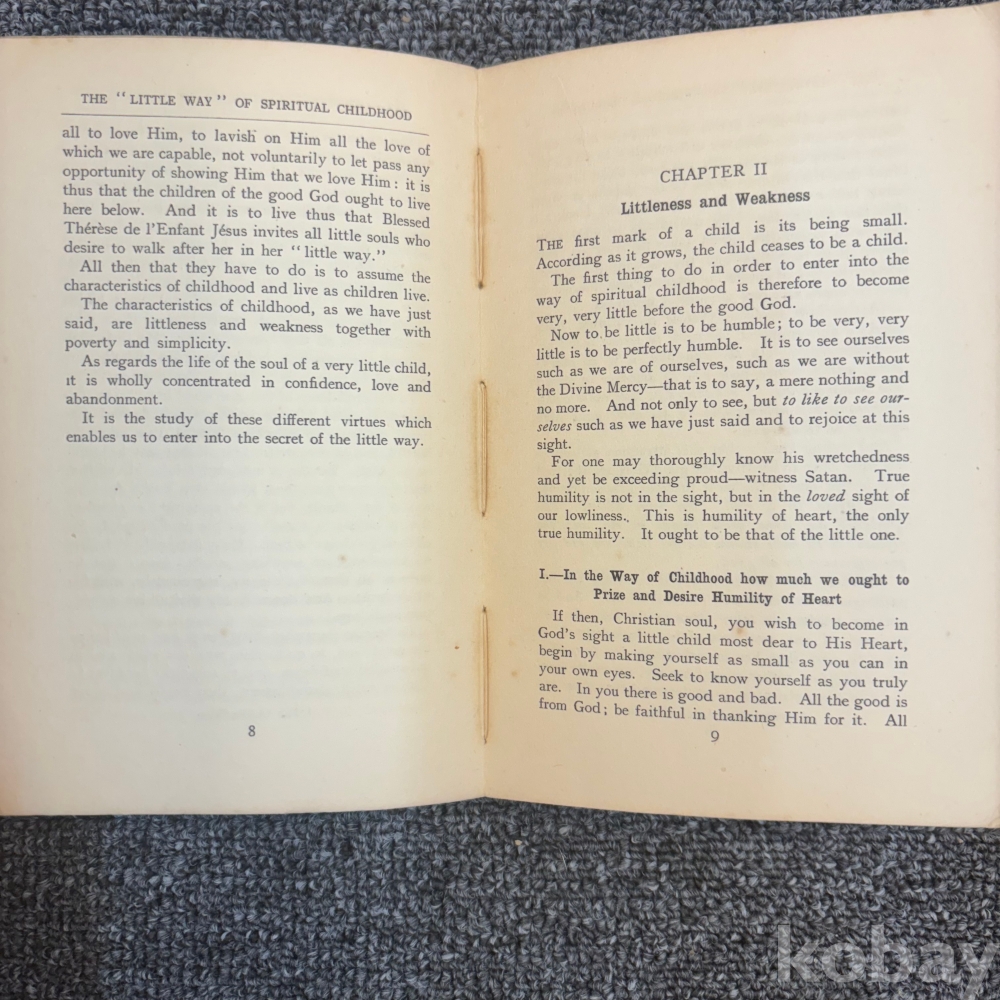 THE "LITTLE WAY" OF SPIRITUAL CHILDHOOD
all to love Him, to lavish on Him all the love of
which we are capable, not voluntarily to let pass any
opportunity of showing Him that we love Him: it is
thus that the children of the good God ought to live
here below. And it is to live thus that Blessed
Thérèse de l'Enfant Jésus invites all little souls who
desire to walk after her in her "little way."
All then that they have to do is to assume the
characteristics of childhood and live as children live.
The characteristics of childhood, as we have just
said, are littleness and weakness together with
poverty and simplicity.
As regards the life of the soul of a very little child,
it is wholly concentrated in confidence, love and
abandonment.
It is the study of these different virtues which
enables us to enter into the secret of the little way.
8
CHAPTER II
Littleness and Weakness
THE first mark of a child is its being small.
According as it grows, the child ceases to be a child.
The first thing to do in order to enter into the
way of spiritual childhood is therefore to become
very, very little before the good God.
Now to be little is to be humble; to be very, very
little is to be perfectly humble. It is to see ourselves
such as we are of ourselves, such as we are without
the Divine Mercy—that is to say, a mere nothing and
no more. And not only to see, but to like to see our-
selves such as we have just said and to rejoice at this
sight.
For one may thoroughly know his wretchedness
and yet be exceeding proud—witness Satan. True
humility is not in the sight, but in the loved sight of
our lowliness. This is humility of heart, the only
true humility. It ought to be that of the little one.
I.—In the Way of Childhood how much we ought to
Prize and Desire Humility of Heart
If then, Christian soul, you wish to become in
God's sight a little child most dear to His Heart,
begin by making yourself as small as you can in
your own eyes. Seek to know yourself as you truly
are. In you there is good and bad. All the good is
from God; be faithful in thanking Him for it. All
9
kobay